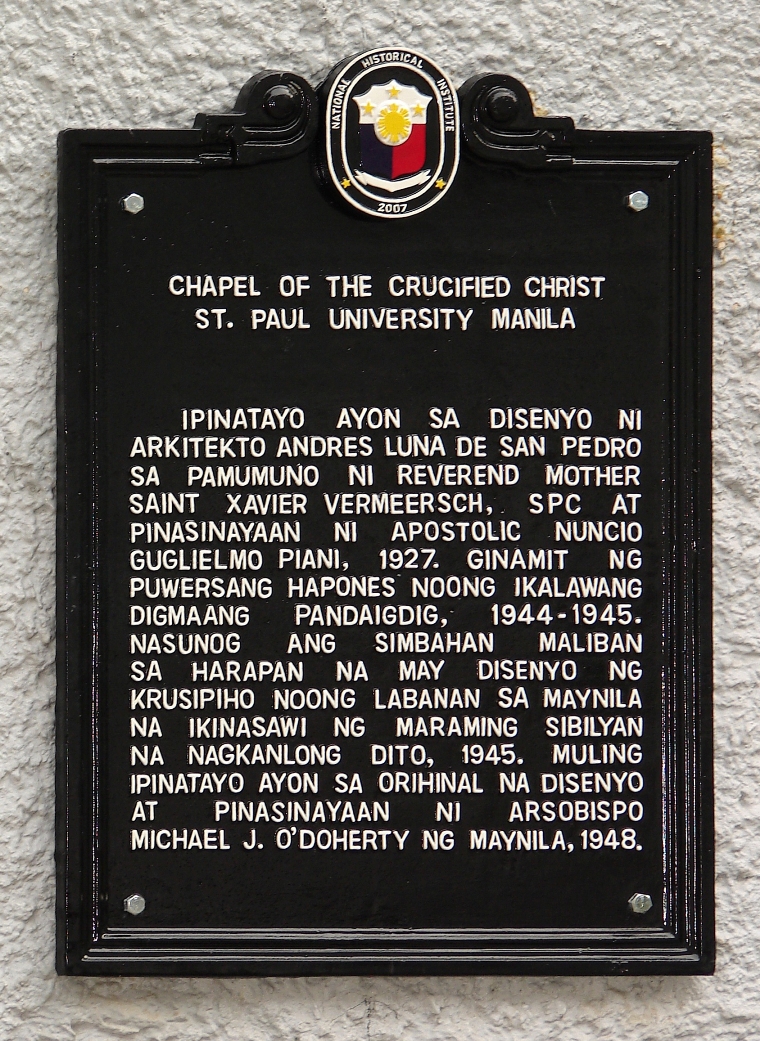 NATIONAL HISTORICAL INSTITUTE
2007
CHAPEL OF THE CRUCIFIED CHRIST
ST. PAUL UNIVERSITY MANILA
IPINATAYO AYON SA DISENYO NI
ARKITEKTO ANDRES LUNA DE SAN PEDRO
SA PAMUMUNO NI REVEREND MOTHER
SAINT XAVIER VERMEERSCH, SPC AT
PINASINAYAAN NI APOSTOLIC NUNCIO
GUGLIELMO PIANI, 1927. GINAMIT NG
PUWERSANG HAPONES NOONG IKALAWANG
DIGMAANG PANDAIGDIG, 1944-1945.
NASUNOG ANG SIMBAHAN MALIBAN
SA HARAPAN NA MAY DISENYO NG
KRUSIPIHO NOONG LABANAN SA MAYNILA
NA IKINASAWI NG MARAMING SIBILYAN
NA NAGKANLONG DITO, 1945. MULING
IPINATAYO AYON SA ORIHINAL NA DISENYO
AT PINASINAYAAN NI ARSOBISPO
MICHAEL J. O'DOHERTY NG MAYNILA, 1948.